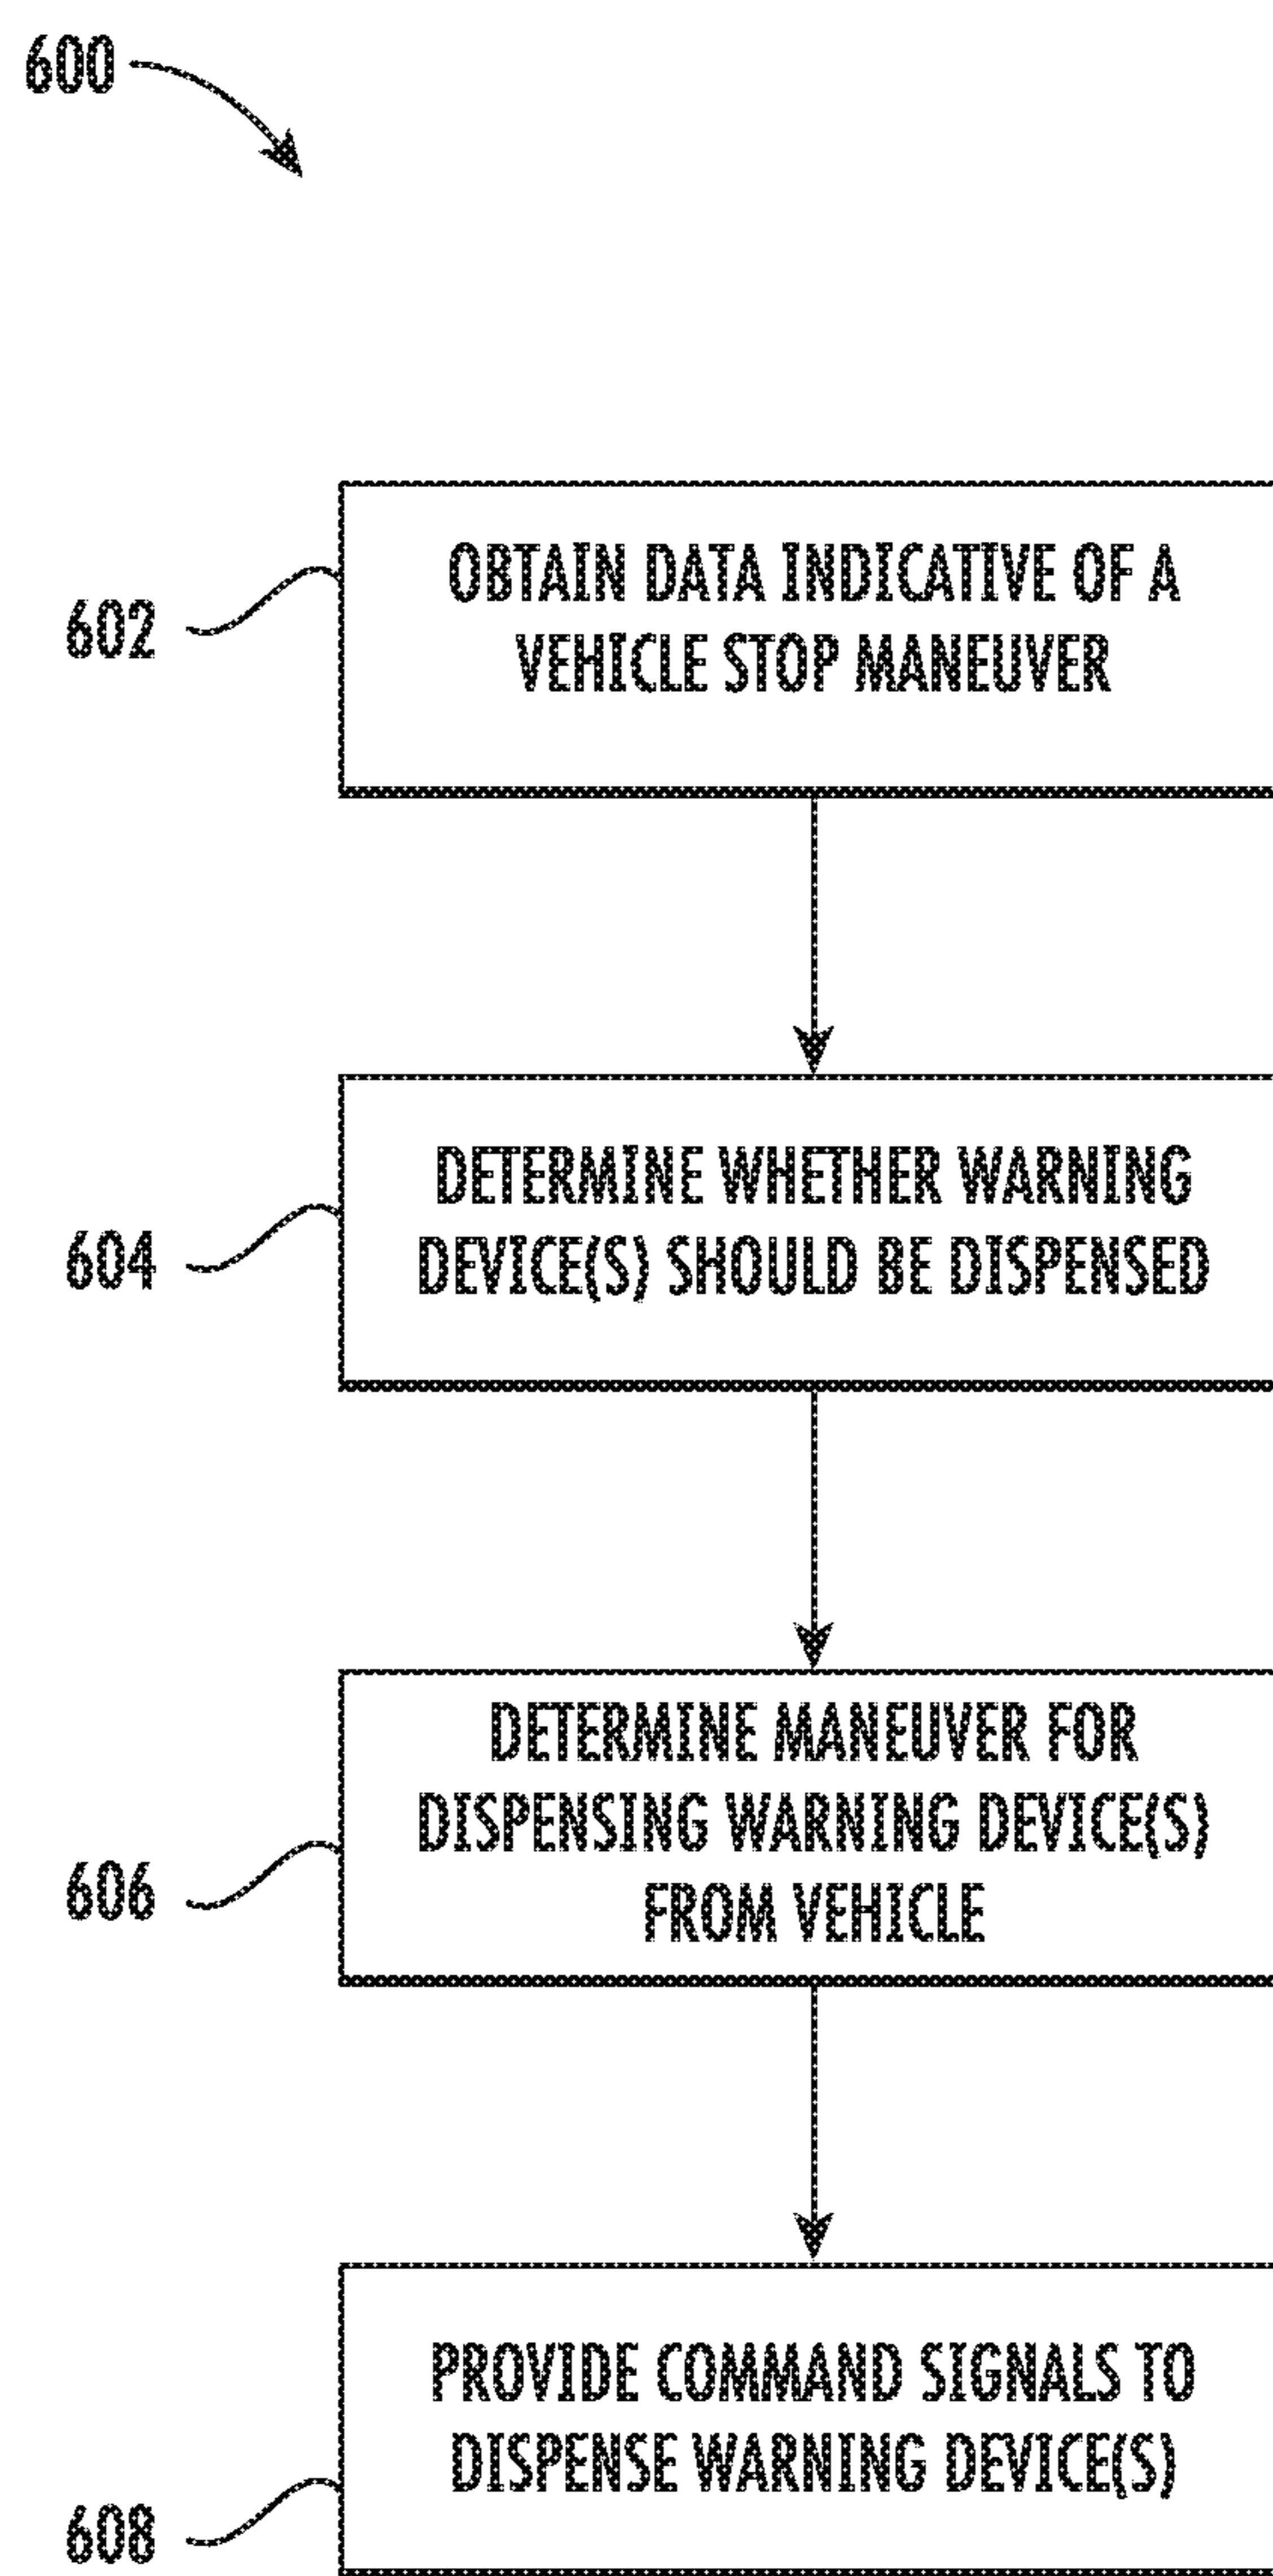 600
OBTAIN DATA INDICATIVE OF A
VEHICLE STOP MANEUVER
602
DETERMINE WHETHER WARNING
DEVICE(S) SHOULD BE DISPENSED
604
DETERMINE MANEUVER FOR
DISPENSING WARNING DEVICE(S)
FROM VEHICLE
606
PROVIDE COMMAND SIGNALS TO
DISPENSE WARNING DEVICE(S)
608